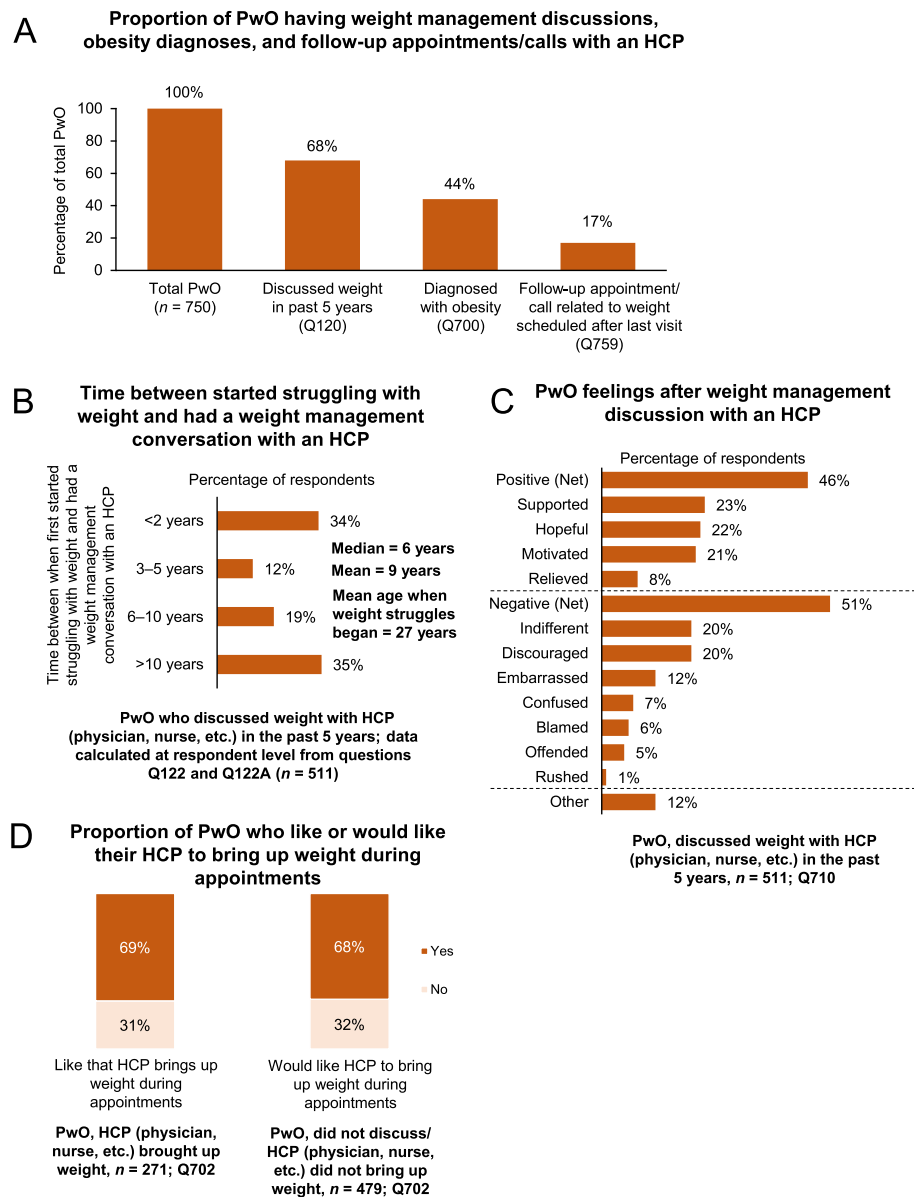 A
Proportion of PwO having weight management discussions,
obesity diagnoses, and follow-up appointments/calls with an HCP
Percentage of total PwO
100
80
60
40
20
0
100%
68%
44%
17%
Total PwO
(n = 750)
Discussed weight
in past 5 years
(Q120)
Diagnosed
with obesity
(Q700)
Follow-up appointment/
call related to weight
scheduled after last visit
(Q759)
B
Time between started struggling with
weight and had a weight management
conversation with an HCP
Time between when first started
struggling with weight and had a
weight management
conversation with an HCP
Percentage of respondents
<2 years
34%
3–5 years
12%
6–10 years
19%
>10 years
35%
Median = 6 years
Mean = 9 years
Mean age when
weight struggles
began = 27 years
PwO who discussed weight with HCP
(physician, nurse, etc.) in the past 5 years; data
calculated at respondent level from questions
Q122 and Q122A (n = 511)
C
PwO feelings after weight management
discussion with an HCP
Percentage of respondents
Positive (Net)
46%
Supported
23%
Hopeful
22%
Motivated
21%
Relieved
8%
Negative (Net)
51%
Indifferent
20%
Discouraged
20%
Embarrassed
12%
Confused
7%
Blamed
6%
Offended
5%
Rushed
1%
Other
12%
PwO, discussed weight with HCP
(physician, nurse, etc.) in the past
5 years, n = 511; Q710
D
Proportion of PwO who like or would like
their HCP to bring up weight during
appointments
69%
31%
68%
32%
Yes
No
Like that HCP brings up
weight during
appointments
Would like HCP to bring
up weight during
appointments
PwO, HCP (physician,
nurse, etc.) brought up
weight, n = 271; Q702
PwO, did not discuss/
HCP (physician, nurse,
etc.) did not bring up
weight, n = 479; Q702